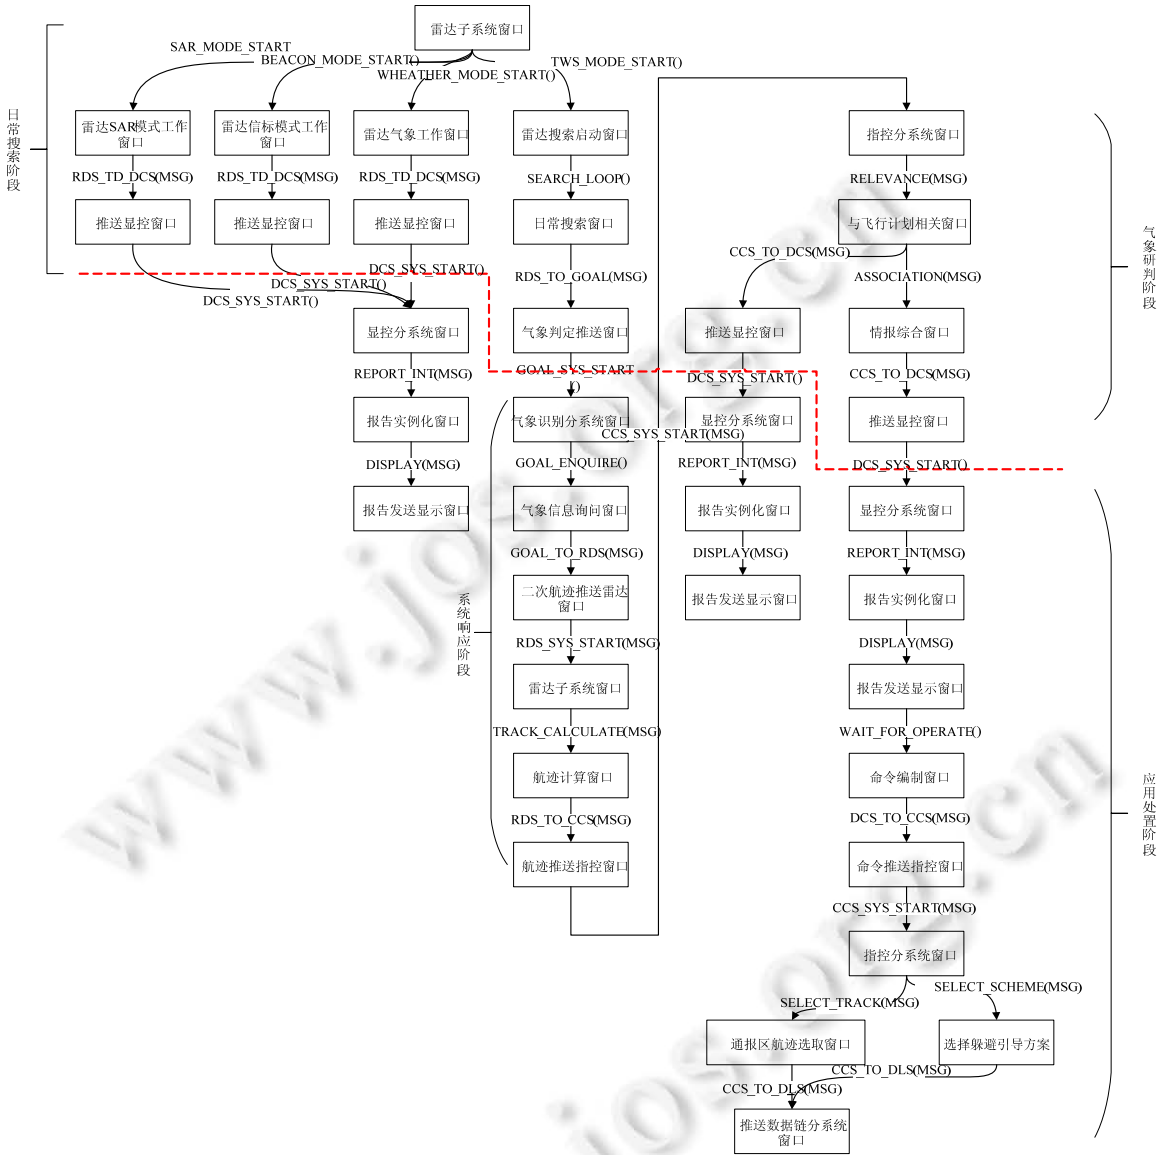 雷达子系统窗口
SAR_MODE_START
BEACON_MODE_START()
WHEATHER_MODE_START()
TWS_MODE_START()
日常搜索阶段
雷达SAR模式工作
窗口
雷达信标模式工作
窗口
雷达气象工作窗口
雷达搜索启动窗口
指控分系统窗口
RDS_TD_DCS(MSG)
RDS_TD_DCS(MSG)
RDS_TD_DCS(MSG)
SEARCH_LOOP()
RELEVANCE(MSG)
推送显控窗口
推送显控窗口
推送显控窗口
日常搜索窗口
与飞行计划相关窗口
气象研判阶段
CCS_TO_DCS(MSG)
DCS_SYS_START()
DCS_SYS_START()
DCS_SYS_START()
RDS_TO_GOAL(MSG)
ASSOCIATION(MSG)
显控分系统窗口
气象判定推送窗口
推送显控窗口
情报综合窗口
REPORT_INT(MSG)
GOAL_SYS_START
()
DCS_SYS_START()
CCS_TO_DCS(MSG)
报告实例化窗口
气象识别分系统窗口
显控分系统窗口
推送显控窗口
CCS_SYS_START(MSG)
DISPLAY(MSG)
GOAL_ENQUIRE()
REPORT_INT(MSG)
DCS_SYS_START()
报告发送显示窗口
气象信息询问窗口
报告实例化窗口
显控分系统窗口
GOAL_TO_RDS(MSG)
DISPLAY(MSG)
REPORT_INT(MSG)
系统响应阶段
二次航迹推送雷达
窗口
报告发送显示窗口
报告实例化窗口
RDS_SYS_START(MSG)
DISPLAY(MSG)
雷达子系统窗口
报告发送显示窗口
TRACK_CALCULATE(MSG)
WAIT_FOR_OPERATE()
航迹计算窗口
命令编制窗口
应用处置阶段
RDS_TO_CCS(MSG)
DCS_TO_CCS(MSG)
航迹推送指控窗口
命令推送指控窗口
CCS_SYS_START(MSG)
指控分系统窗口
SELECT_TRACK(MSG)
SELECT_SCHEME(MSG)
通报区航迹选取窗口
选择躲避引导方案
CCS_TO_DLS(MSG)
CCS_TO_DLS(MSG)
推送数据链分系统
窗口
www.jos.org.cn
jos.org.cn